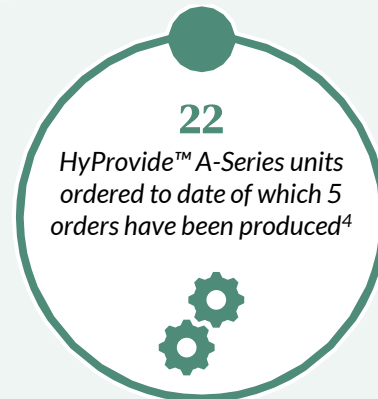 22
HyProvide™ A-Series units
ordered to date of which 5
orders have been produced⁴